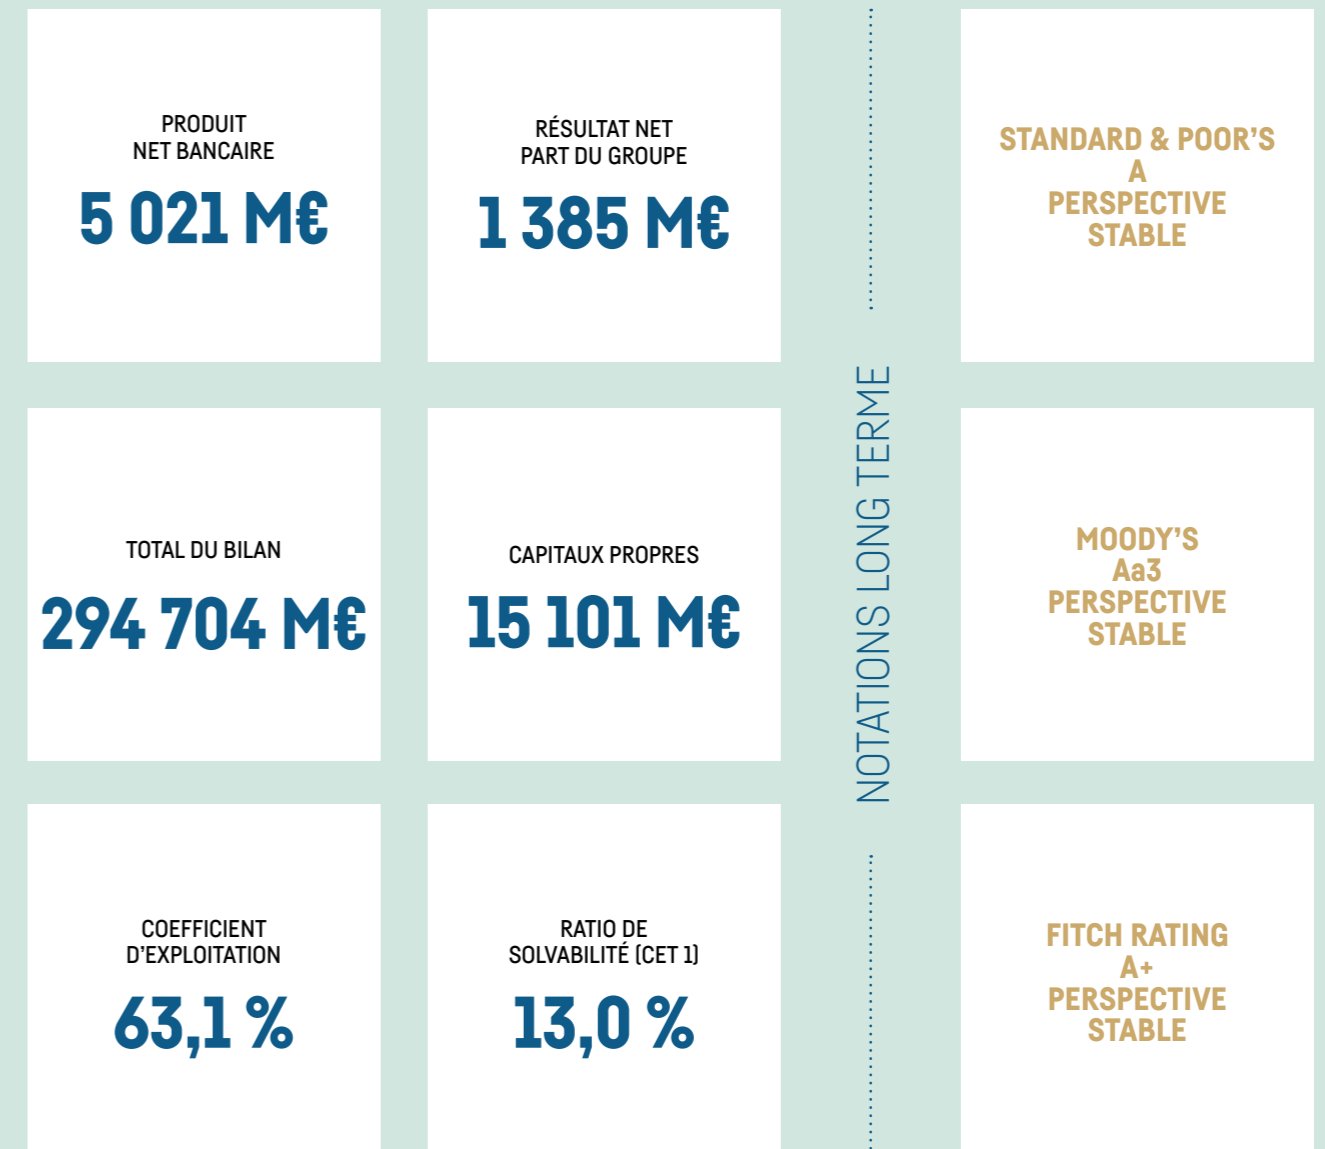 PRODUIT
NET BANCAIRE
5 021 M€
RÉSULTAT NET
PART DU GROUPE
1 385 M€
TOTAL DU BILAN
294 704 M€
CAPITAUX PROPRES
15 101 M€
COEFFICIENT
D’EXPLOITATION
63,1 %
RATIO DE
SOLVABILITÉ (CET 1)
13,0 %
NOTATIONS LONG TERME
STANDARD & POOR’S
A
PERSPECTIVE
STABLE
MOODY’S
Aa3
PERSPECTIVE
STABLE
FITCH RATING
A+
PERSPECTIVE
STABLE